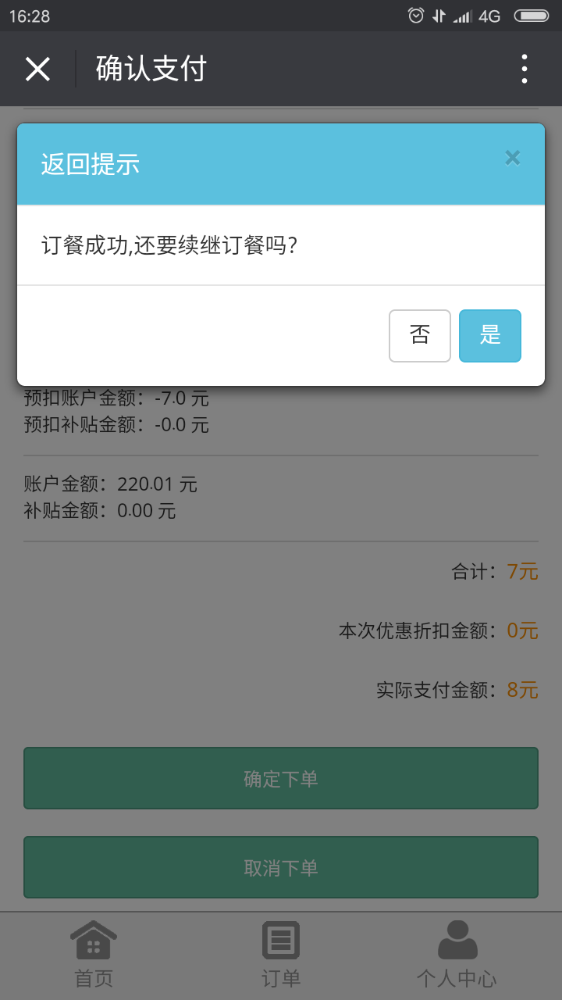 16:28 4G
确认支付
返回提示 ×
订餐成功,还要续继订餐吗?
否 是
预扣账户金额：-7.0 元
预扣补贴金额：-0.0 元
账户金额：220.01 元
补贴金额：0.00 元
合计：7元
本次优惠折扣金额：0元
实际支付金额：8元
确定下单
取消下单
首页 订单 个人中心